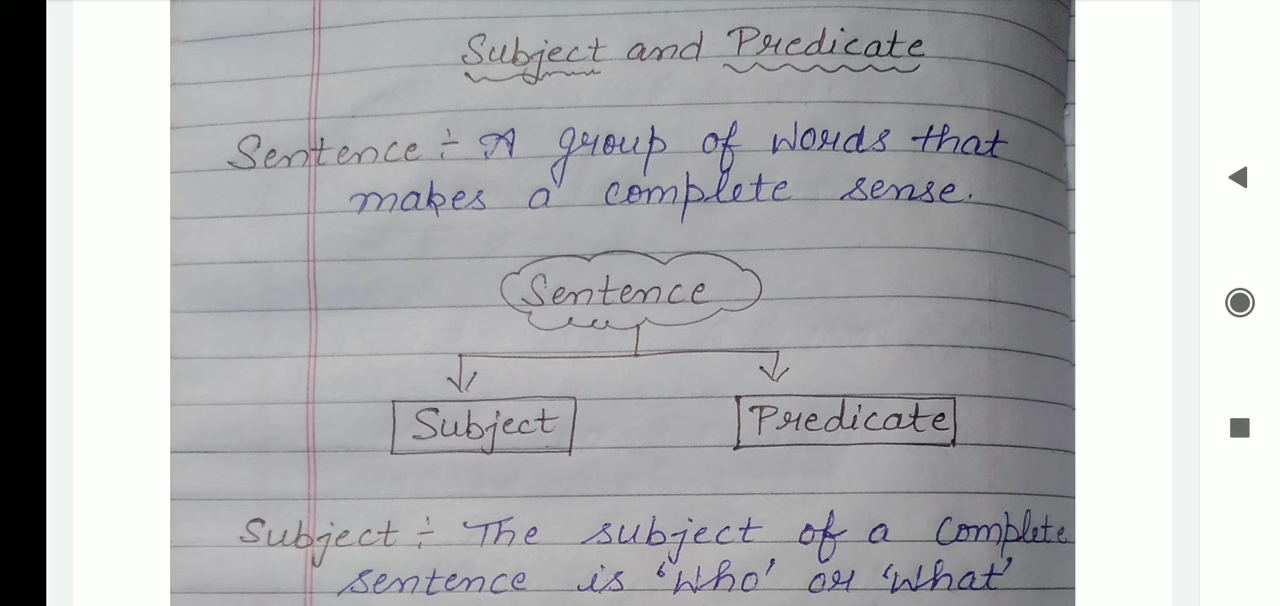 Subject and Predicate
Sentence :- A group of words that
makes a complete sense.
Sentence
Subject Predicate
Subject :- The subject of a complete
sentence is 'Who' or 'What'